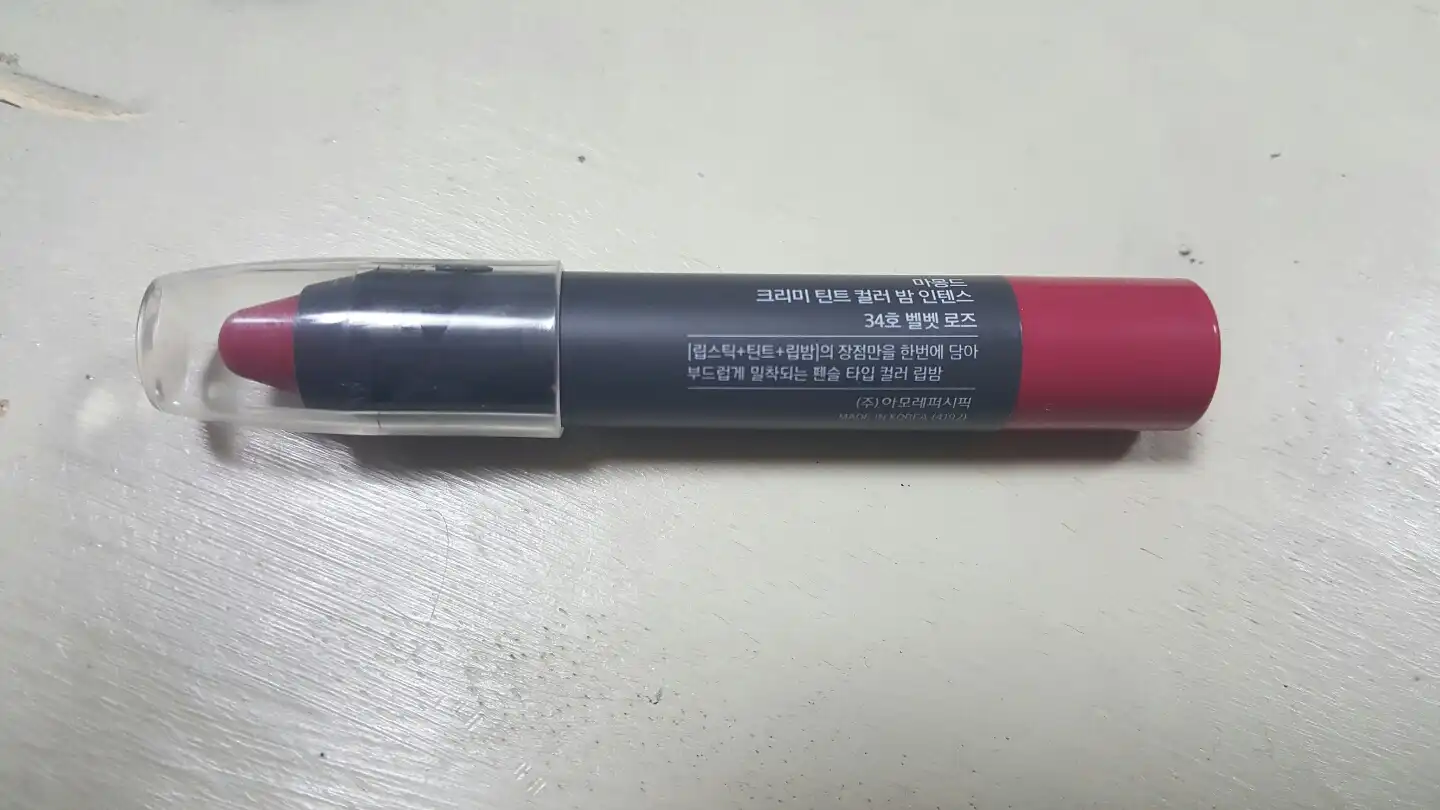 마몽드
크리미 틴트 컬러 밤 인텐스
34호 벨벳 로즈
[립스틱+틴트+립밤]의 장점만을 한번에 담아
부드럽게 밀착되는 펜슬 타입 컬러 립밤
(주)아모레퍼시픽
MADE IN KOREA (4197)